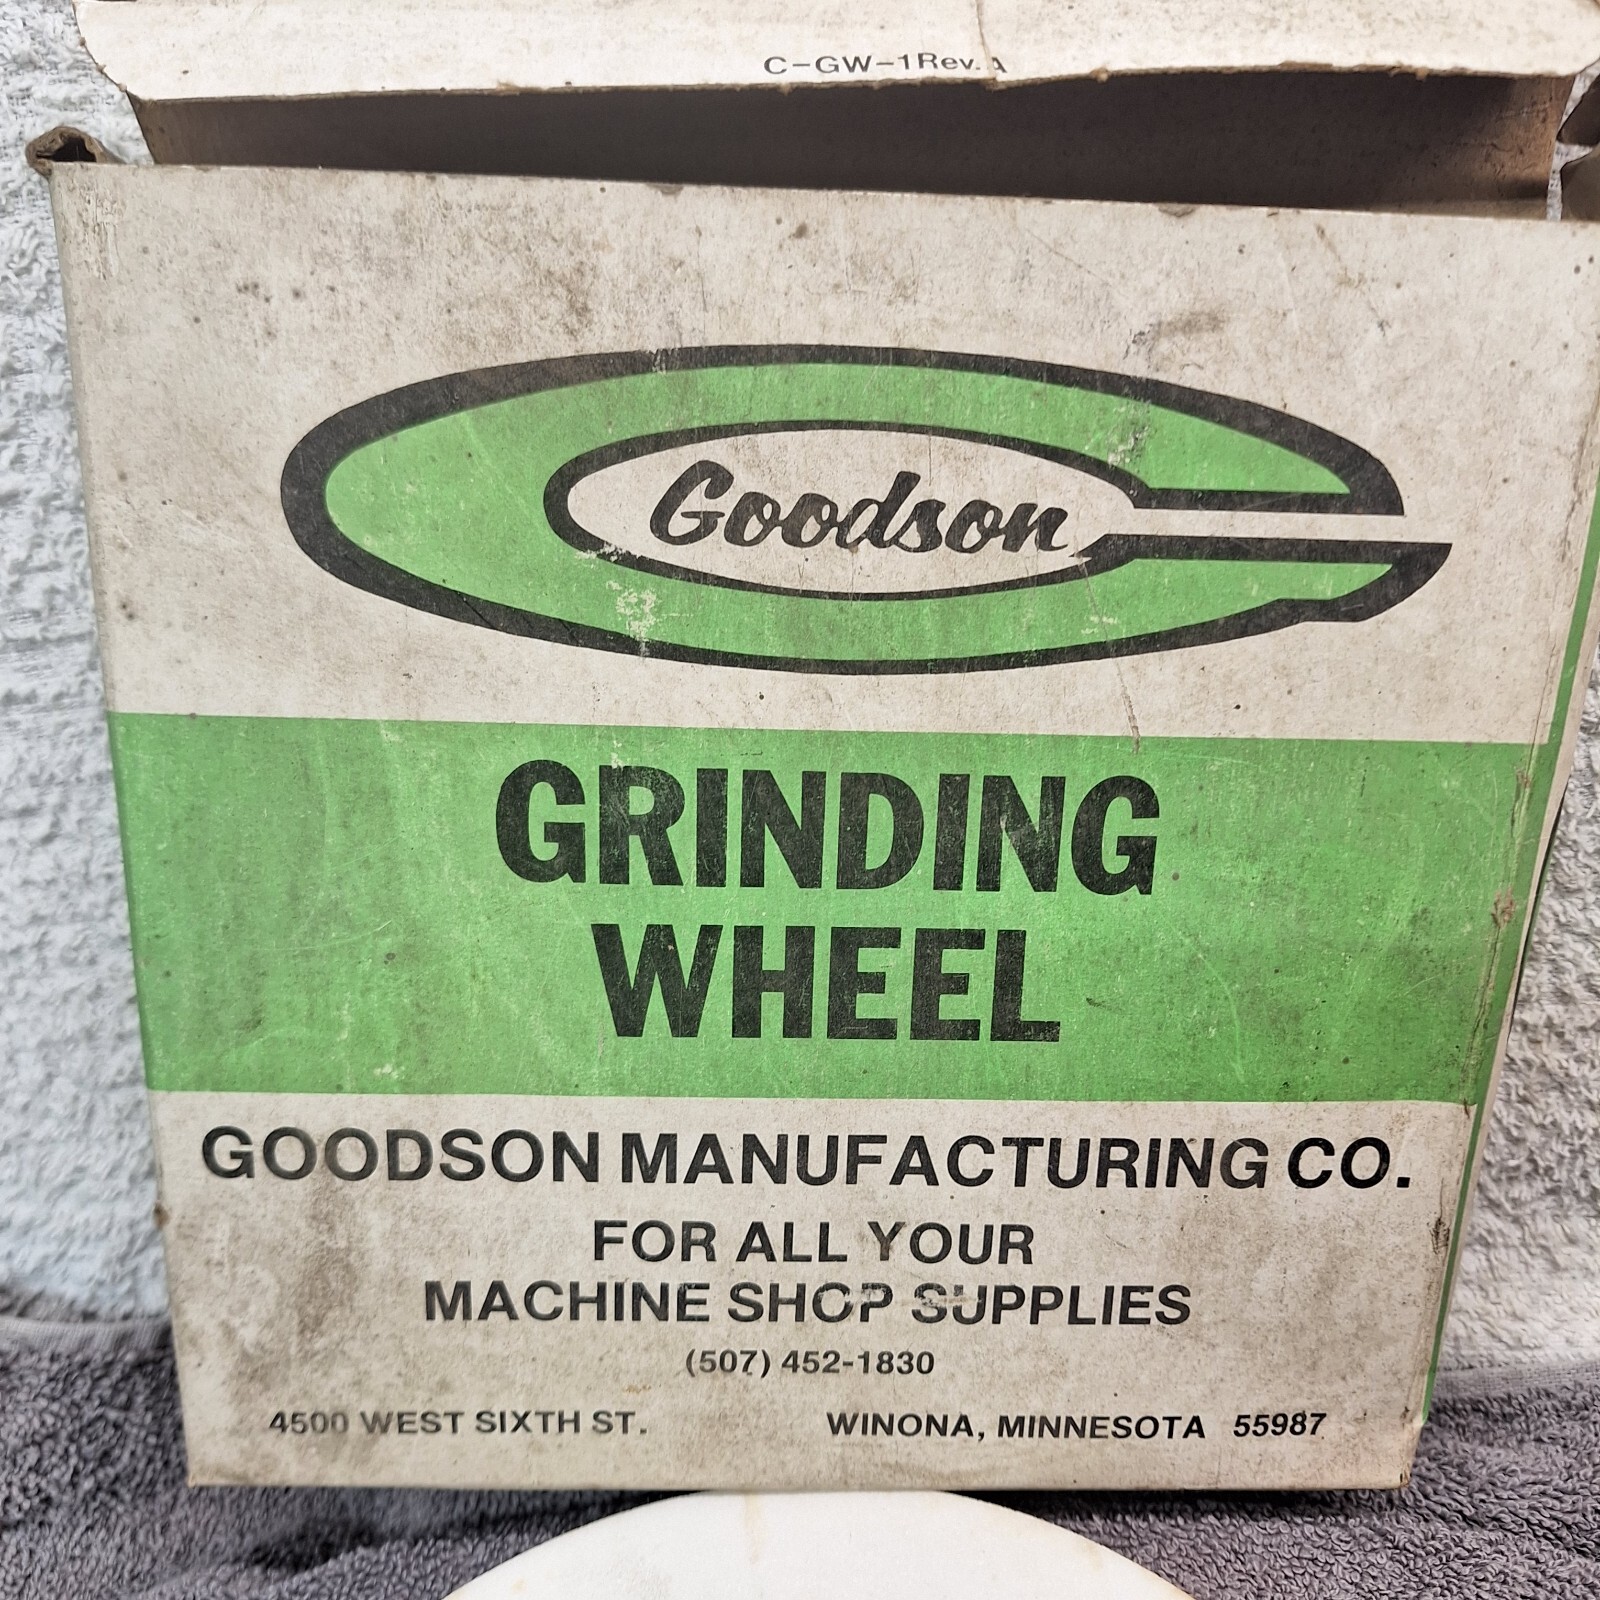 C-GW-1Rev. A
Goodson
GRINDING
WHEEL
GOODSON MANUFACTURING CO.
FOR ALL YOUR
MACHINE SHOP SUPPLIES
(507) 452-1830
4500 WEST SIXTH ST. WINONA, MINNESOTA 55987